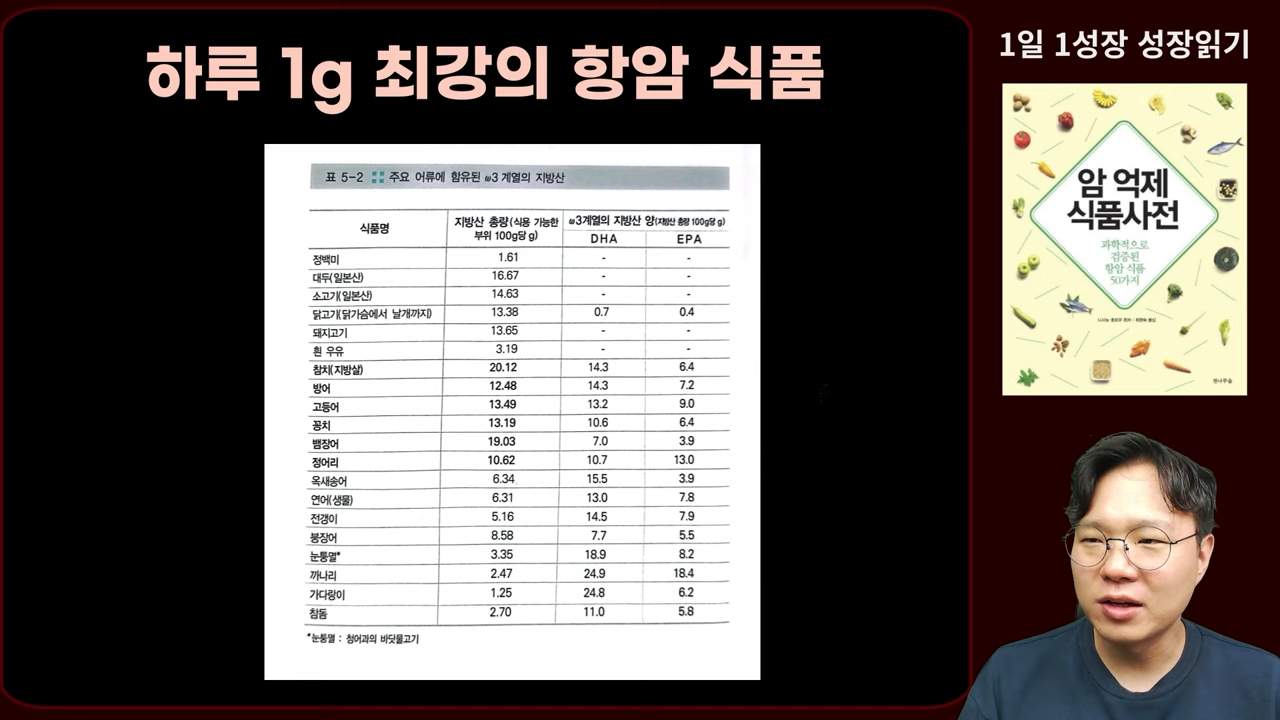 하루 1g 최강의 항암 식품
표 5-2 주요 어류에 함유된 ω3 계열의 지방산
식품명 지방산 총량(식용 가능한 부위 100g당 g) ω3계열의 지방산 양(지방산 총량 100g당 g)
DHA EPA
정백미 1.61 - -
대두(일본산) 16.67 - -
소고기(일본산) 14.63 - -
닭고기(닭가슴에서 날개까지) 13.38 0.7 0.4
돼지고기 13.65 - -
흰 우유 3.19 - -
참치(지방살) 20.12 14.3 6.4
방어 12.48 14.3 7.2
고등어 13.49 13.2 9.0
꽁치 13.19 10.6 6.4
뱀장어 19.03 7.0 3.9
정어리 10.62 10.7 13.0
옥새송어 6.34 15.5 3.9
연어(생물) 6.31 13.0 7.8
전갱이 5.16 14.5 7.9
붕장어 8.58 7.7 5.5
눈퉁멸* 3.35 18.9 8.2
까나리 2.47 24.9 18.4
가다랑이 1.25 24.8 6.2
참돔 2.70 11.0 5.8
*눈퉁멸 : 청어과의 바닷물고기
1일 1성장 성장읽기
암 억제
식품사전
과학적으로
검증된
항암 식품
50가지
전나무숲